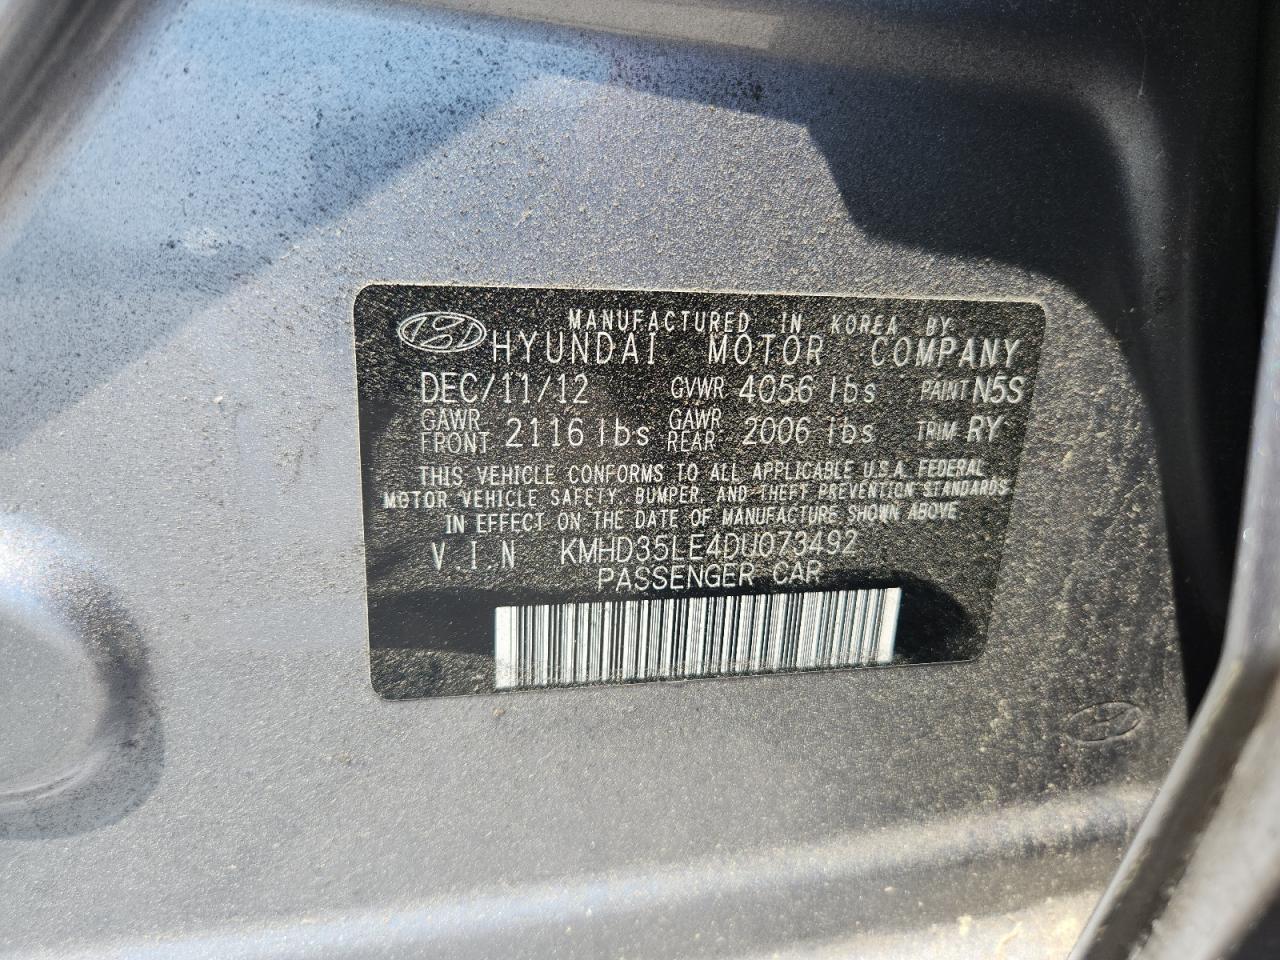 MANUFACTURED IN KOREA BY
HYUNDAI MOTOR COMPANY
DEC/11/12 GVWR 4056 lbs PAINT N5S
GAWR FRONT 2116 lbs GAWR REAR 2006 lbs TRIM RY
THIS VEHICLE CONFORMS TO ALL APPLICABLE U.S.A. FEDERAL
MOTOR VEHICLE SAFETY, BUMPER, AND THEFT PREVENTION STANDARDS
IN EFFECT ON THE DATE OF MANUFACTURE SHOWN ABOVE
V.I.N KMHD35LE4DU073492
PASSENGER CAR